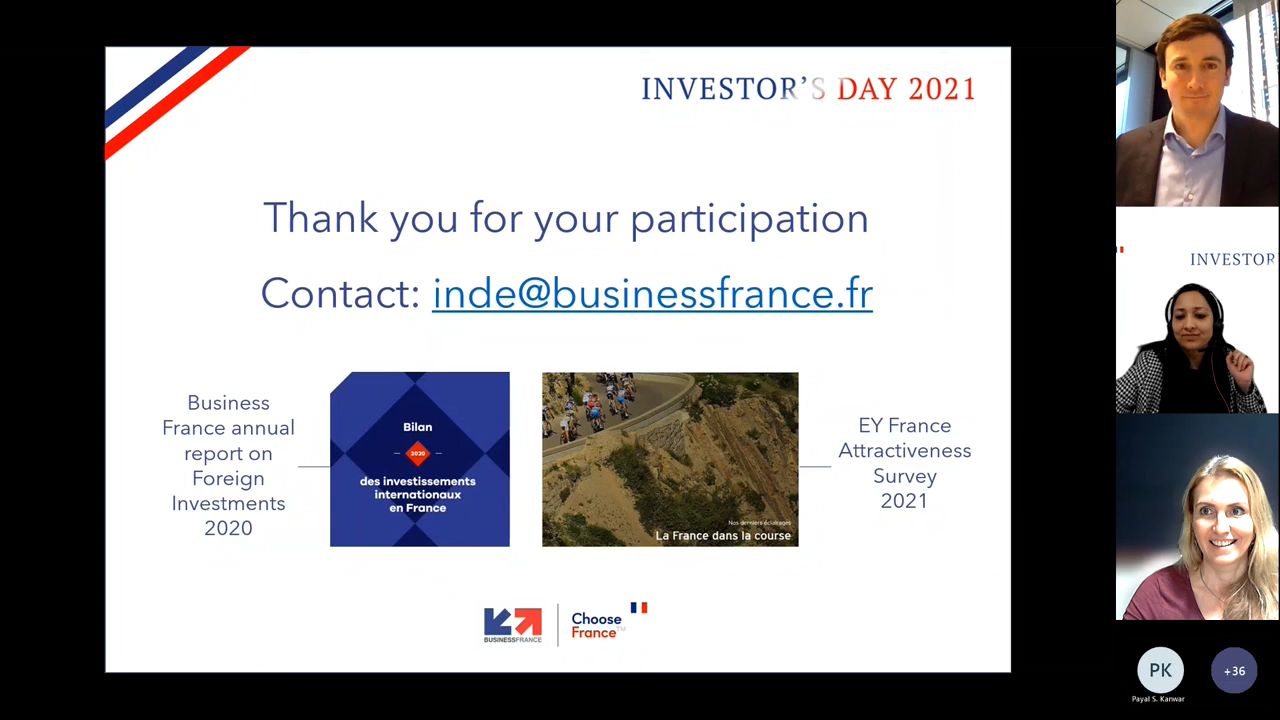 INVESTOR'S DAY 2021
Thank you for your participation
Contact: inde@businessfrance.fr
Business
France annual
report on
Foreign
Investments
2020
Bilan
2020
des investissements
internationaux
en France
Nos derniers éclairages
La France dans la course
EY France
Attractiveness
Survey
2021
BUSINESSFRANCE
Choose
France™
INVESTOR
PK
Payal S. Kanwar
+36